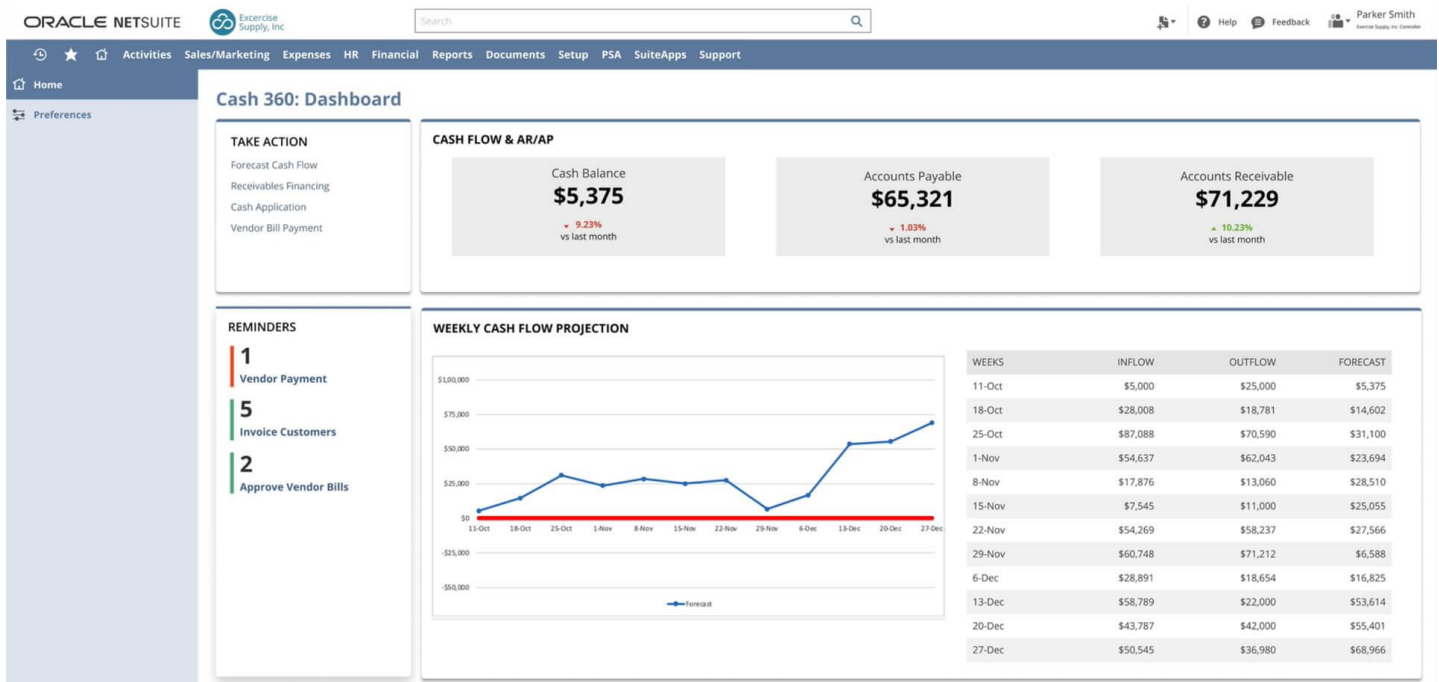 ORACLE NETSUITE
Excercise
Supply, Inc
Search
Help
Feedback
Parker Smith
Exercise Supply, Inc. Controller
Activities Sales/Marketing Expenses HR Financial Reports Documents Setup PSA SuiteApps Support
Home
Preferences
Cash 360: Dashboard
TAKE ACTION
Forecast Cash Flow
Receivables Financing
Cash Application
Vendor Bill Payment
CASH FLOW & AR/AP
Cash Balance
$5,375
9.23%
vs last month
Accounts Payable
$65,321
1.03%
vs last month
Accounts Receivable
$71,229
10.23%
vs last month
REMINDERS
1
Vendor Payment
5
Invoice Customers
2
Approve Vendor Bills
WEEKLY CASH FLOW PROJECTION
$1,00,000
$75,000
$50,000
$25,000
$0
11-Oct 18-Oct 25-Oct 1-Nov 8-Nov 15-Nov 22-Nov 29-Nov 6-Dec 13-Dec 20-Dec 27-Dec
-$25,000
-$50,000
Forecast
WEEKS INFLOW OUTFLOW FORECAST
11-Oct $5,000 $25,000 $5,375
18-Oct $28,008 $18,781 $14,602
25-Oct $87,088 $70,590 $31,100
1-Nov $54,637 $62,043 $23,694
8-Nov $17,876 $13,060 $28,510
15-Nov $7,545 $11,000 $25,055
22-Nov $54,269 $58,237 $27,566
29-Nov $60,748 $71,212 $6,588
6-Dec $28,891 $18,654 $16,825
13-Dec $58,789 $22,000 $53,614
20-Dec $43,787 $42,000 $55,401
27-Dec $50,545 $36,980 $68,966